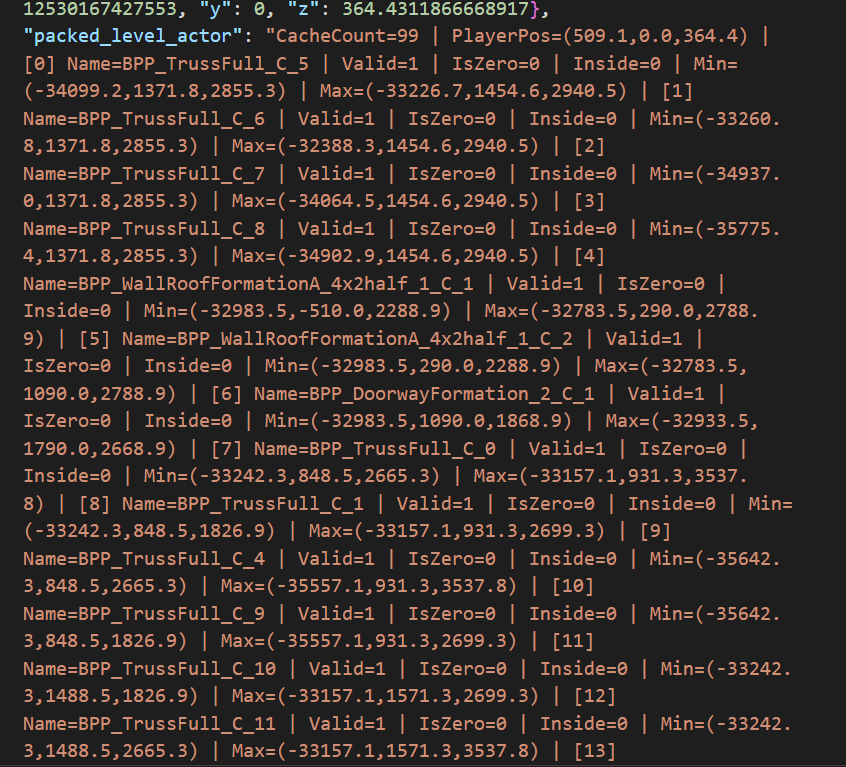 12530167427553, "y": 0, "z": 364.4311866668917},
"packed_level_actor": "CacheCount=99 | PlayerPos=(509.1,0.0,364.4) |
[0] Name=BPP_TrussFull_C_5 | Valid=1 | IsZero=0 | Inside=0 | Min=
(-34099.2,1371.8,2855.3) | Max=(-33226.7,1454.6,2940.5) | [1]
Name=BPP_TrussFull_C_6 | Valid=1 | IsZero=0 | Inside=0 | Min=(-33260.
8,1371.8,2855.3) | Max=(-32388.3,1454.6,2940.5) | [2]
Name=BPP_TrussFull_C_7 | Valid=1 | IsZero=0 | Inside=0 | Min=(-34937.
0,1371.8,2855.3) | Max=(-34064.5,1454.6,2940.5) | [3]
Name=BPP_TrussFull_C_8 | Valid=1 | IsZero=0 | Inside=0 | Min=(-35775.
4,1371.8,2855.3) | Max=(-34902.9,1454.6,2940.5) | [4]
Name=BPP_WallRoofFormationA_4x2half_1_C_1 | Valid=1 | IsZero=0 |
Inside=0 | Min=(-32983.5,-510.0,2288.9) | Max=(-32783.5,290.0,2788.
9) | [5] Name=BPP_WallRoofFormationA_4x2half_1_C_2 | Valid=1 |
IsZero=0 | Inside=0 | Min=(-32983.5,290.0,2288.9) | Max=(-32783.5,
1090.0,2788.9) | [6] Name=BPP_DoorwayFormation_2_C_1 | Valid=1 |
IsZero=0 | Inside=0 | Min=(-32983.5,1090.0,1868.9) | Max=(-32933.5,
1790.0,2668.9) | [7] Name=BPP_TrussFull_C_0 | Valid=1 | IsZero=0 |
Inside=0 | Min=(-33242.3,848.5,2665.3) | Max=(-33157.1,931.3,3537.
8) | [8] Name=BPP_TrussFull_C_1 | Valid=1 | IsZero=0 | Inside=0 | Min=
(-33242.3,848.5,1826.9) | Max=(-33157.1,931.3,2699.3) | [9]
Name=BPP_TrussFull_C_4 | Valid=1 | IsZero=0 | Inside=0 | Min=(-35642.
3,848.5,2665.3) | Max=(-35557.1,931.3,3537.8) | [10]
Name=BPP_TrussFull_C_9 | Valid=1 | IsZero=0 | Inside=0 | Min=(-35642.
3,848.5,1826.9) | Max=(-35557.1,931.3,2699.3) | [11]
Name=BPP_TrussFull_C_10 | Valid=1 | IsZero=0 | Inside=0 | Min=(-33242.
3,1488.5,1826.9) | Max=(-33157.1,1571.3,2699.3) | [12]
Name=BPP_TrussFull_C_11 | Valid=1 | IsZero=0 | Inside=0 | Min=(-33242.
3,1488.5,2665.3) | Max=(-33157.1,1571.3,3537.8) | [13]